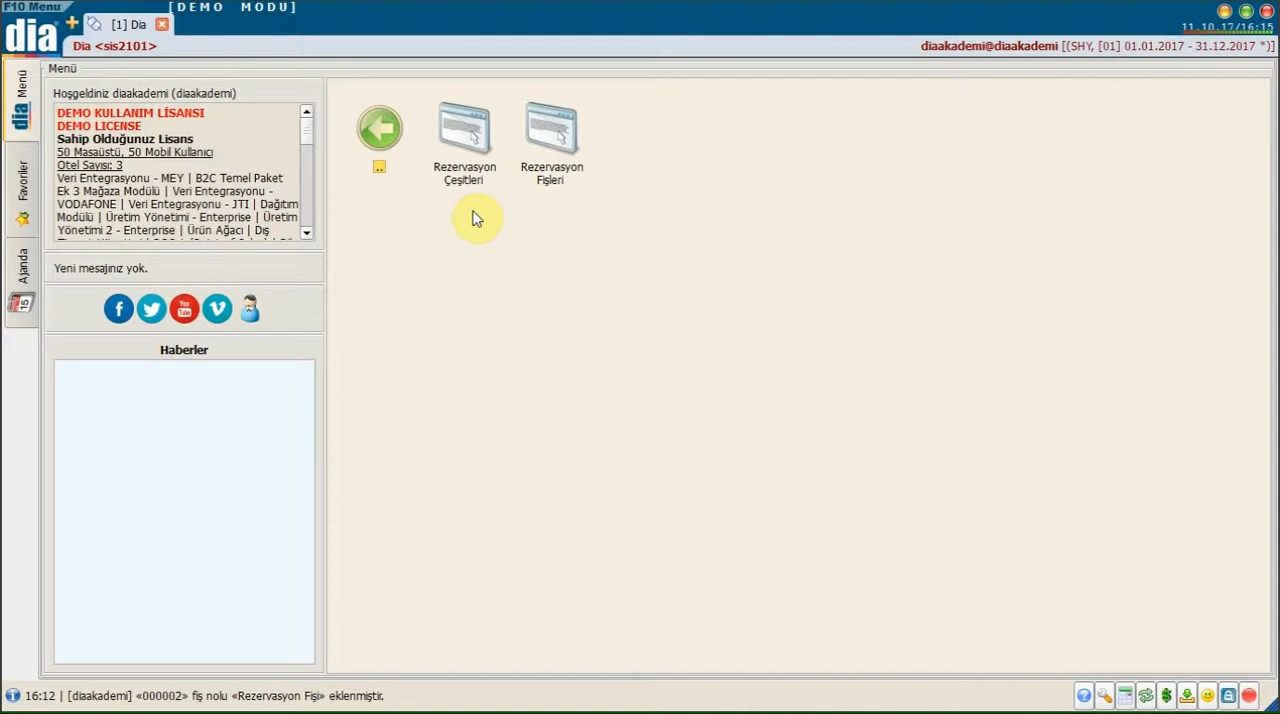 F10 Menu
[DEMO MODU]
dia
[1] Dia
11.10.17/16:15
Dia <sis2101>
diaakademi@diaakademi [(SHY, [01] 01.01.2017 - 31.12.2017 *)]
Menü
Favoriler
Ajanda
15
Menü
Hoşgeldiniz diaakademi (diaakademi)
DEMO KULLANIM LİSANSI
DEMO LICENSE
Sahip Olduğunuz Lisans
50 Masaüstü, 50 Mobil Kullanıcı
Otel Sayısı: 3
Veri Entegrasyonu - MEY | B2C Temel Paket
Ek 3 Mağaza Modülü | Veri Entegrasyonu -
VODAFONE | Veri Entegrasyonu - JTI | Dağıtım
Modülü | Üretim Yönetimi - Enterprise | Üretim
Yönetimi 2 - Enterprise | Ürün Ağacı | Dış
Yeni mesajınız yok.
You
Tube
Haberler
..
Rezervasyon
Çeşitleri
Rezervasyon
Fişleri
16:12 | [diaakademi] «000002» fiş nolu «Rezervasyon Fişi» eklenmiştir.